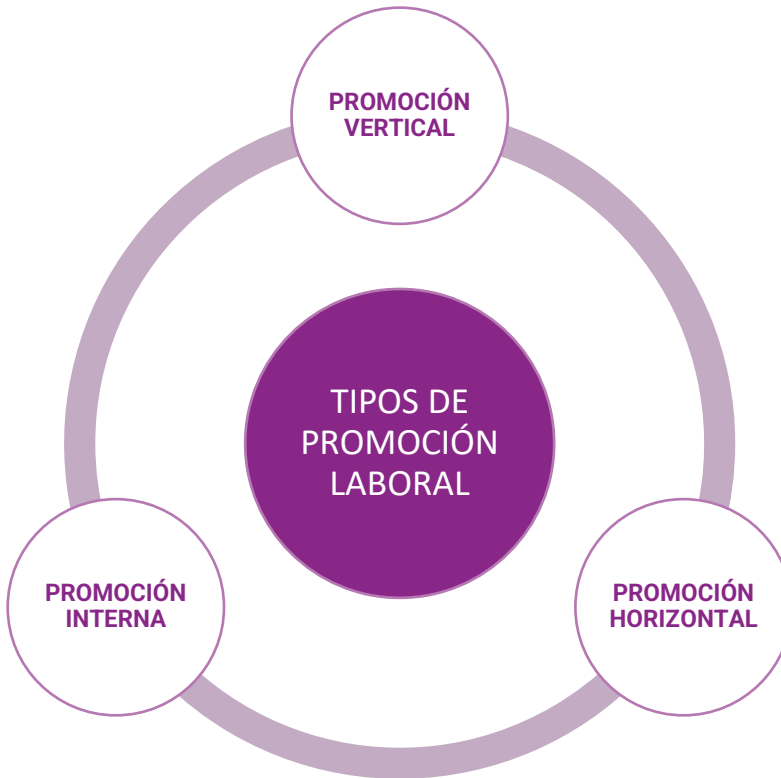 PROMOCIÓN
VERTICAL
TIPOS DE
PROMOCIÓN
LABORAL
PROMOCIÓN
INTERNA
PROMOCIÓN
HORIZONTAL